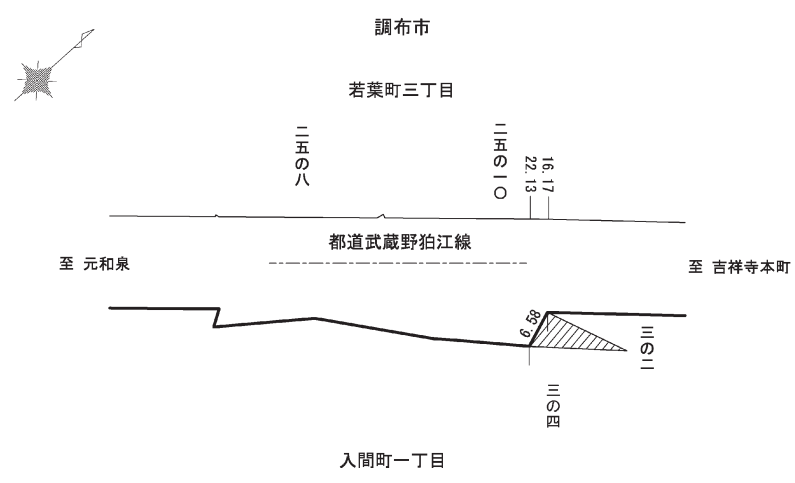 調布市
若葉町三丁目
二五の八
二五の一〇
22.13
16.17
都道武蔵野狛江線
至 元和泉
至 吉祥寺本町
6.58
三の二
三の四
入間町一丁目